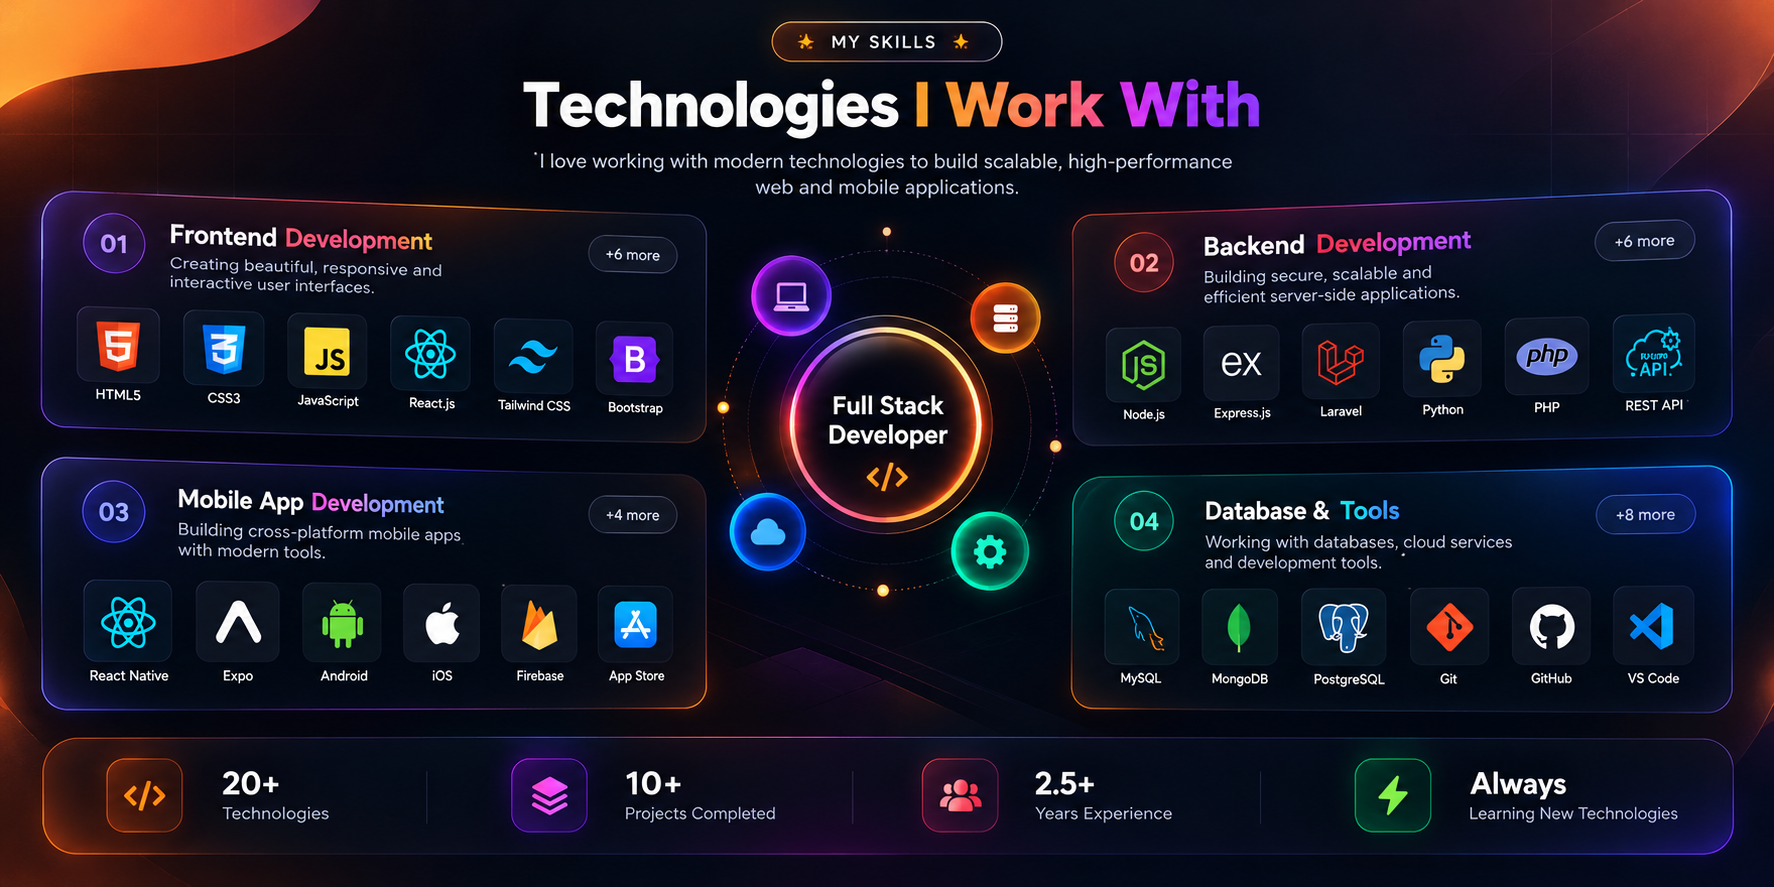 MY SKILLS
Technologies I Work With
I love working with modern technologies to build scalable, high-performance
web and mobile applications.
01
Frontend Development
+6 more
Creating beautiful, responsive and
interactive user interfaces.
5
3
JS
B
HTML5
CSS3
JavaScript
React.js
Tailwind CSS
Bootstrap
02
Backend Development
+6 more
Building secure, scalable and
efficient server-side applications.
JS
ex
php
API
Node.js
Express.js
Laravel
Python
PHP
REST API
Full Stack
Developer
</>
03
Mobile App Development
+4 more
Building cross-platform mobile apps
with modern tools.
React Native
Expo
Android
iOS
Firebase
App Store
04
Database & Tools
+8 more
Working with databases, cloud services
and development tools.
MySQL
MongoDB
PostgreSQL
Git
GitHub
VS Code
</>
20+
Technologies
10+
Projects Completed
2.5+
Years Experience
Always
Learning New Technologies